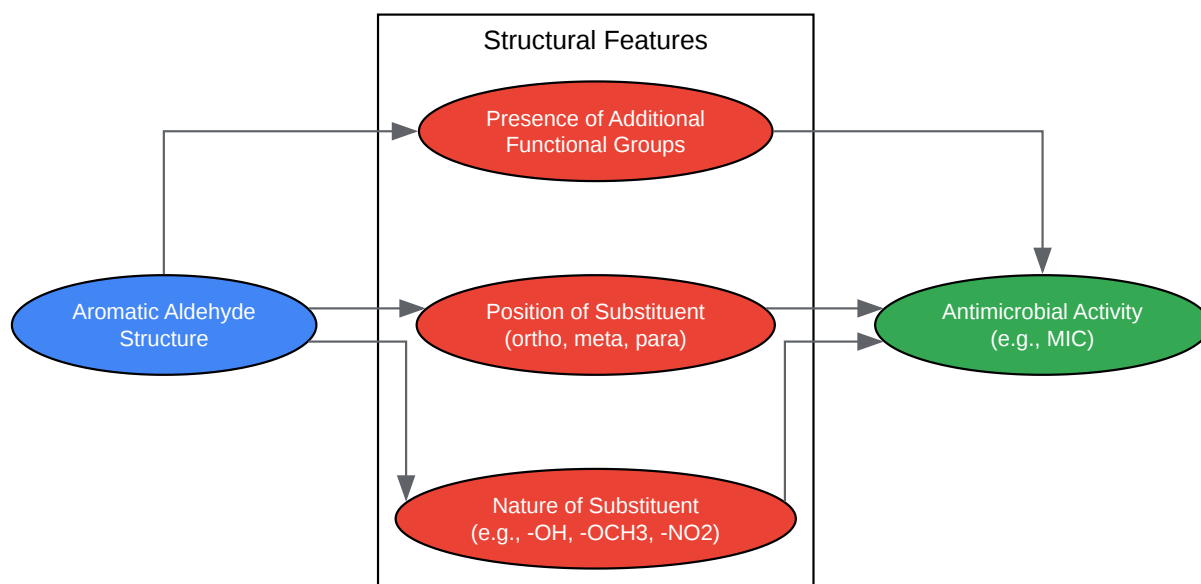 Structural Features
Presence of Additional
Functional Groups
Aromatic Aldehyde
Structure
Position of Substituent
(ortho, meta, para)
Antimicrobial Activity
(e.g., MIC)
Nature of Substituent
(e.g., -OH, -OCH3, -NO2)